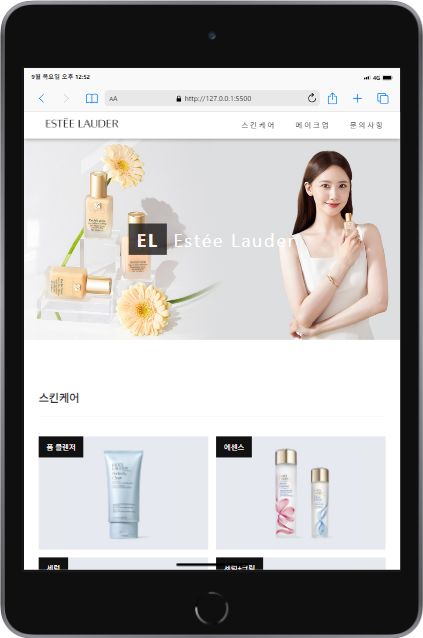 9월 목요일 오후 12:52
4G
AA
http://127.0.0.1:5500
ESTĒE LAUDER
스킨케어 메이크업 문의사항
EL Estée Lauder
스킨케어
폼 클렌저
에센스
세럼